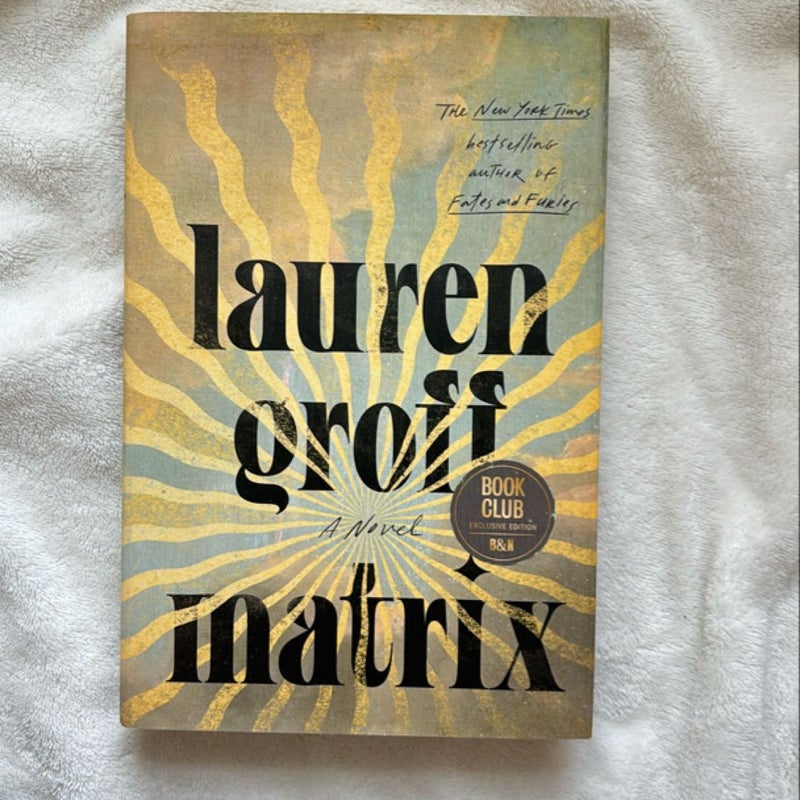 The New York Times
bestselling
author of
Fates and Furies
lauren
groff
BOOK
CLUB
EXCLUSIVE EDITION
B&N
A Novel
matrix